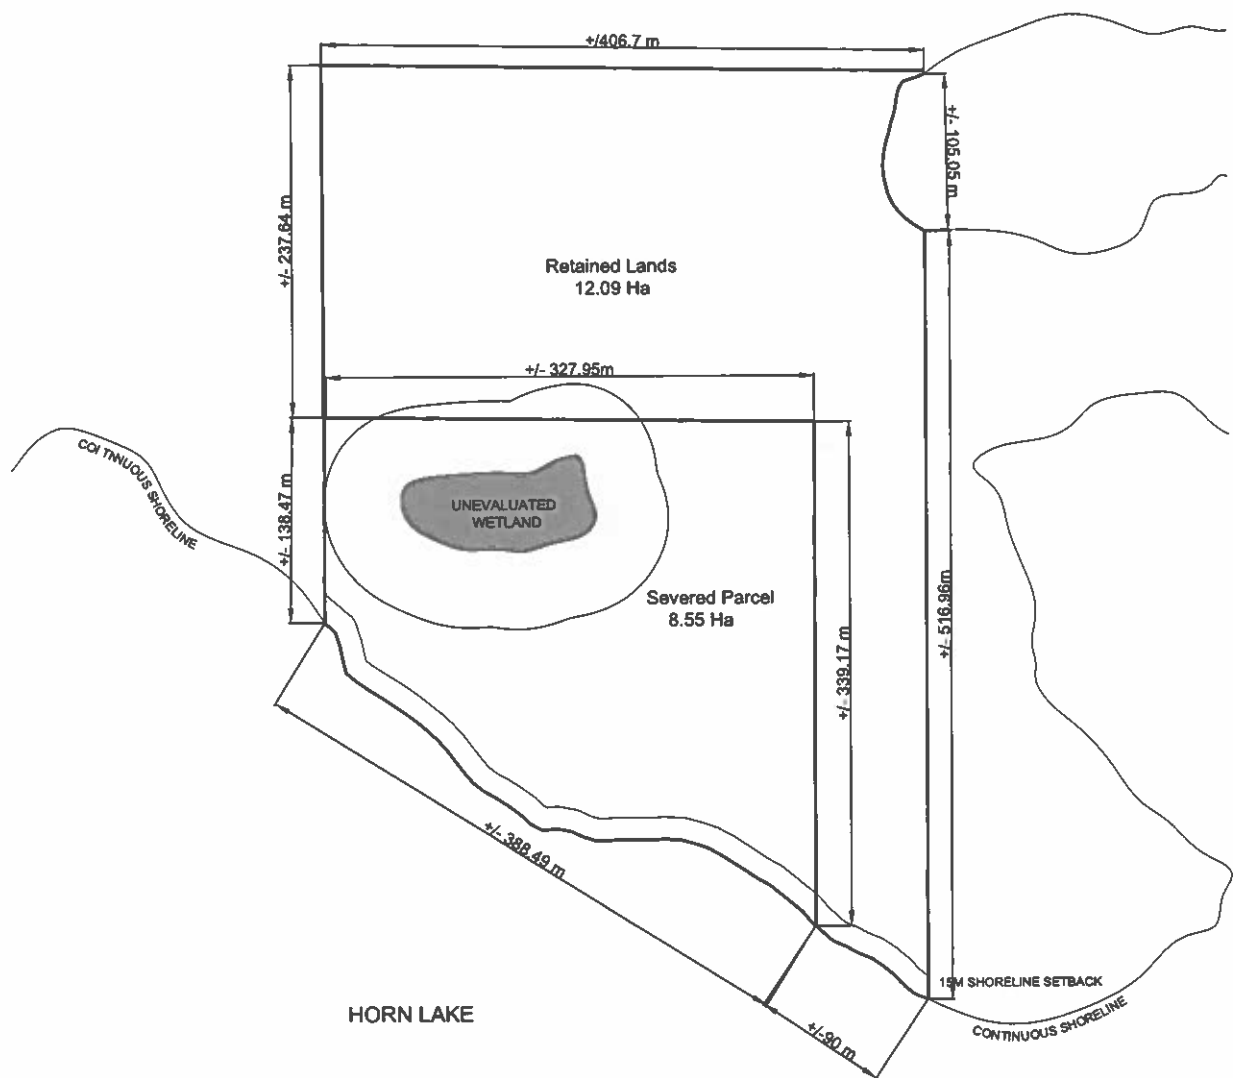 +/406.7 m
+/- 105.05 m
+/- 237.64 m
Retained Lands
12.09 Ha
+/- 327.95m
CONTINUOUS SHORELINE
+/- 138.47 m
UNEVALUATED
WETLAND
Severed Parcel
8.55 Ha
+/- 516.96m
+/- 339.17 m
+/- 388.49 m
15M SHORELINE SETBACK
HORN LAKE
+/-90 m
CONTINUOUS SHORELINE